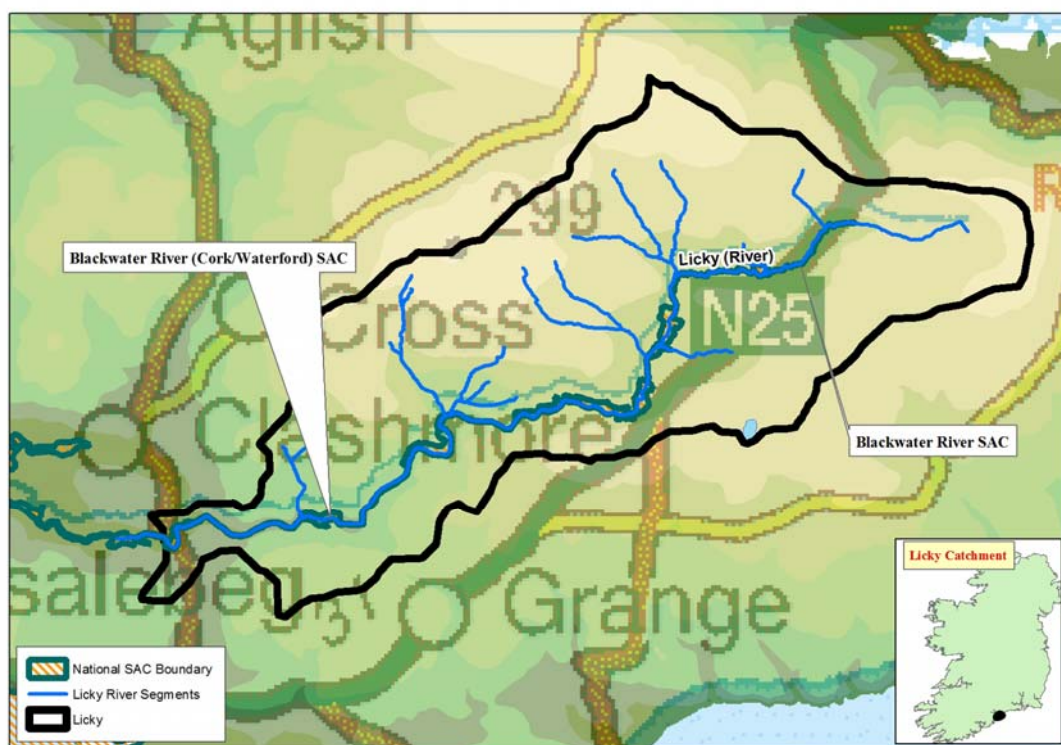 Aglish
299
Blackwater River (Cork/Waterford) SAC
Licky (River)
Cross
N25
Clashmore
Blackwater River SAC
Grange
Licky Catchment
National SAC Boundary
Licky River Segments
Licky